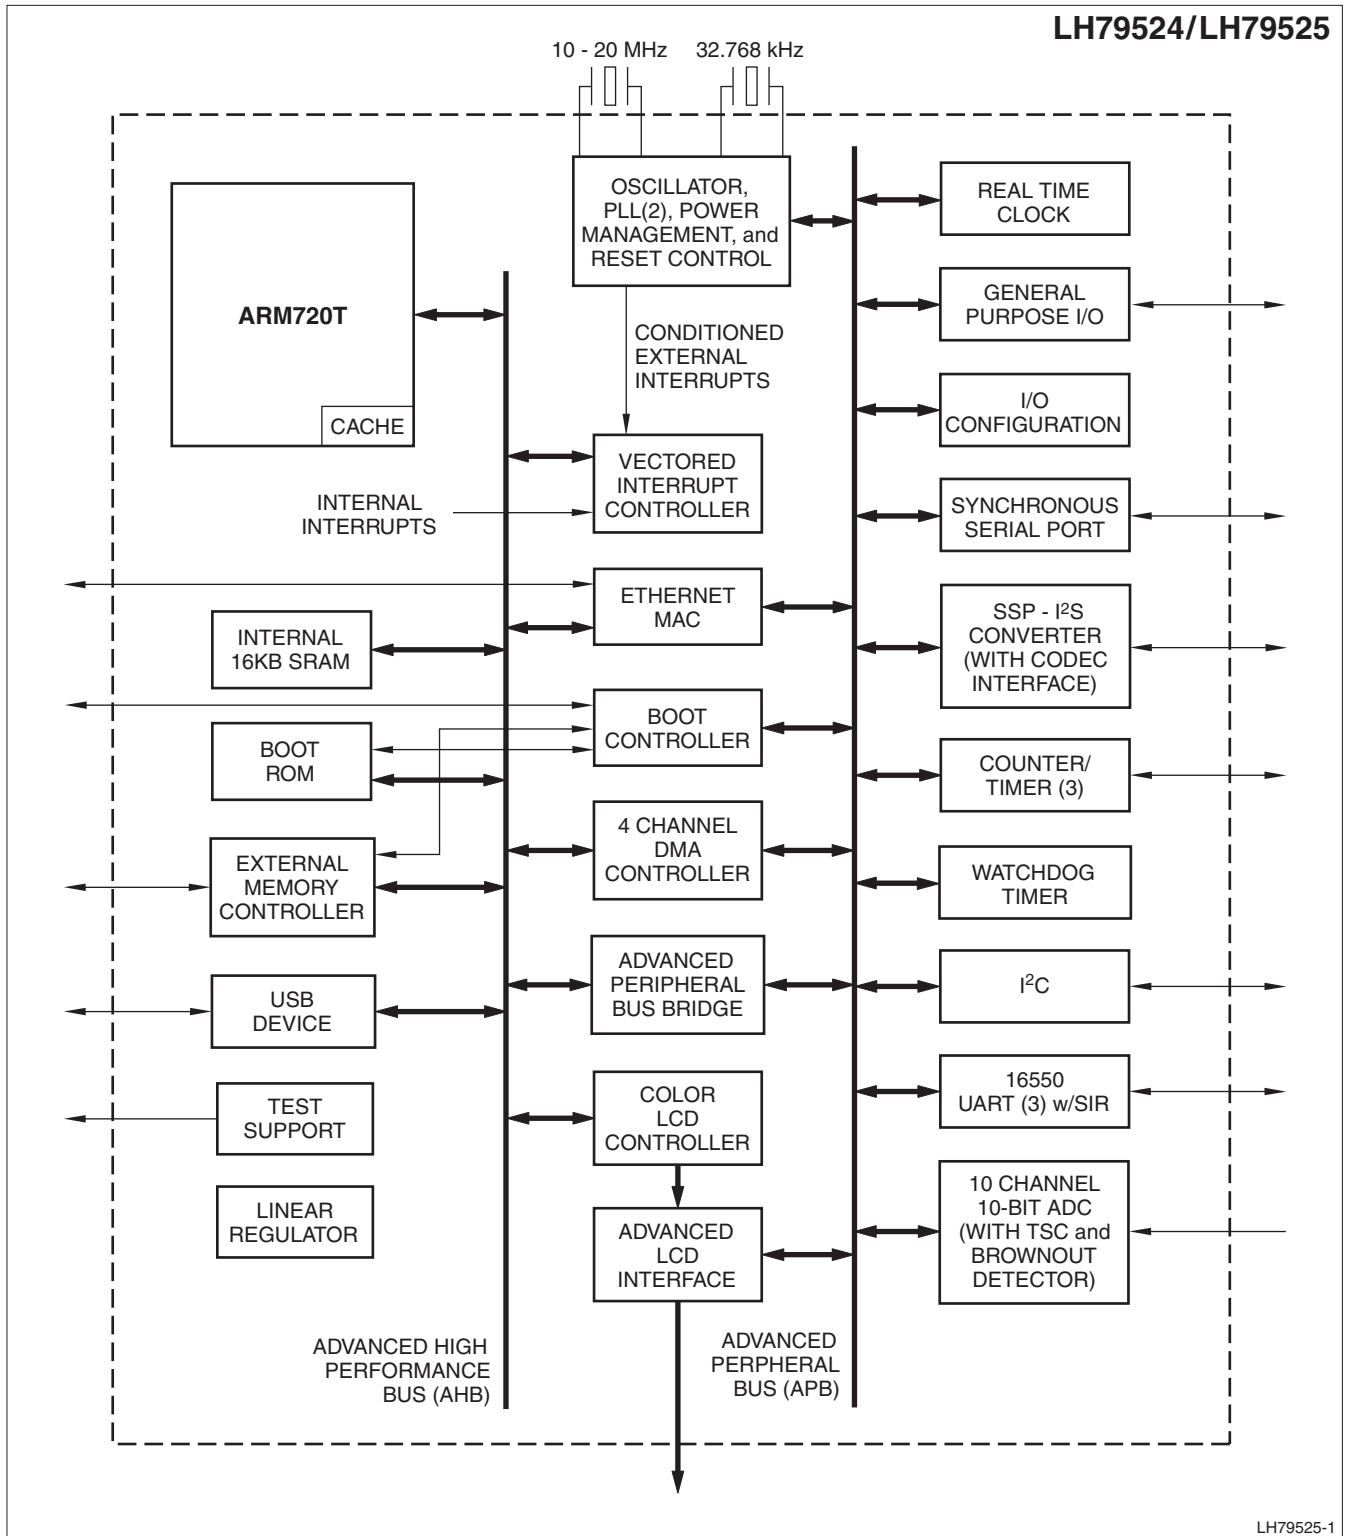 LH79524/LH79525
10 - 20 MHz
32.768 kHz
OSCILLATOR,
PLL(2), POWER
MANAGEMENT, and
RESET CONTROL
ARM720T
CACHE
CONDITIONED
EXTERNAL
INTERRUPTS
VECTORED
INTERRUPT
CONTROLLER
INTERNAL
INTERRUPTS
ETHERNET
MAC
INTERNAL
16KB SRAM
BOOT
CONTROLLER
BOOT
ROM
4 CHANNEL
DMA
CONTROLLER
EXTERNAL
MEMORY
CONTROLLER
ADVANCED
PERIPHERAL
BUS BRIDGE
USB
DEVICE
COLOR
LCD
CONTROLLER
TEST
SUPPORT
LINEAR
REGULATOR
ADVANCED
LCD
INTERFACE
ADVANCED HIGH
PERFORMANCE
BUS (AHB)
ADVANCED
PERPHERAL
BUS (APB)
REAL TIME
CLOCK
GENERAL
PURPOSE I/O
I/O
CONFIGURATION
SYNCHRONOUS
SERIAL PORT
SSP - I²S
CONVERTER
(WITH CODEC
INTERFACE)
COUNTER/
TIMER (3)
WATCHDOG
TIMER
I²C
16550
UART (3) w/SIR
10 CHANNEL
10-BIT ADC
(WITH TSC and
BROWNOUT
DETECTOR)
LH79525-1